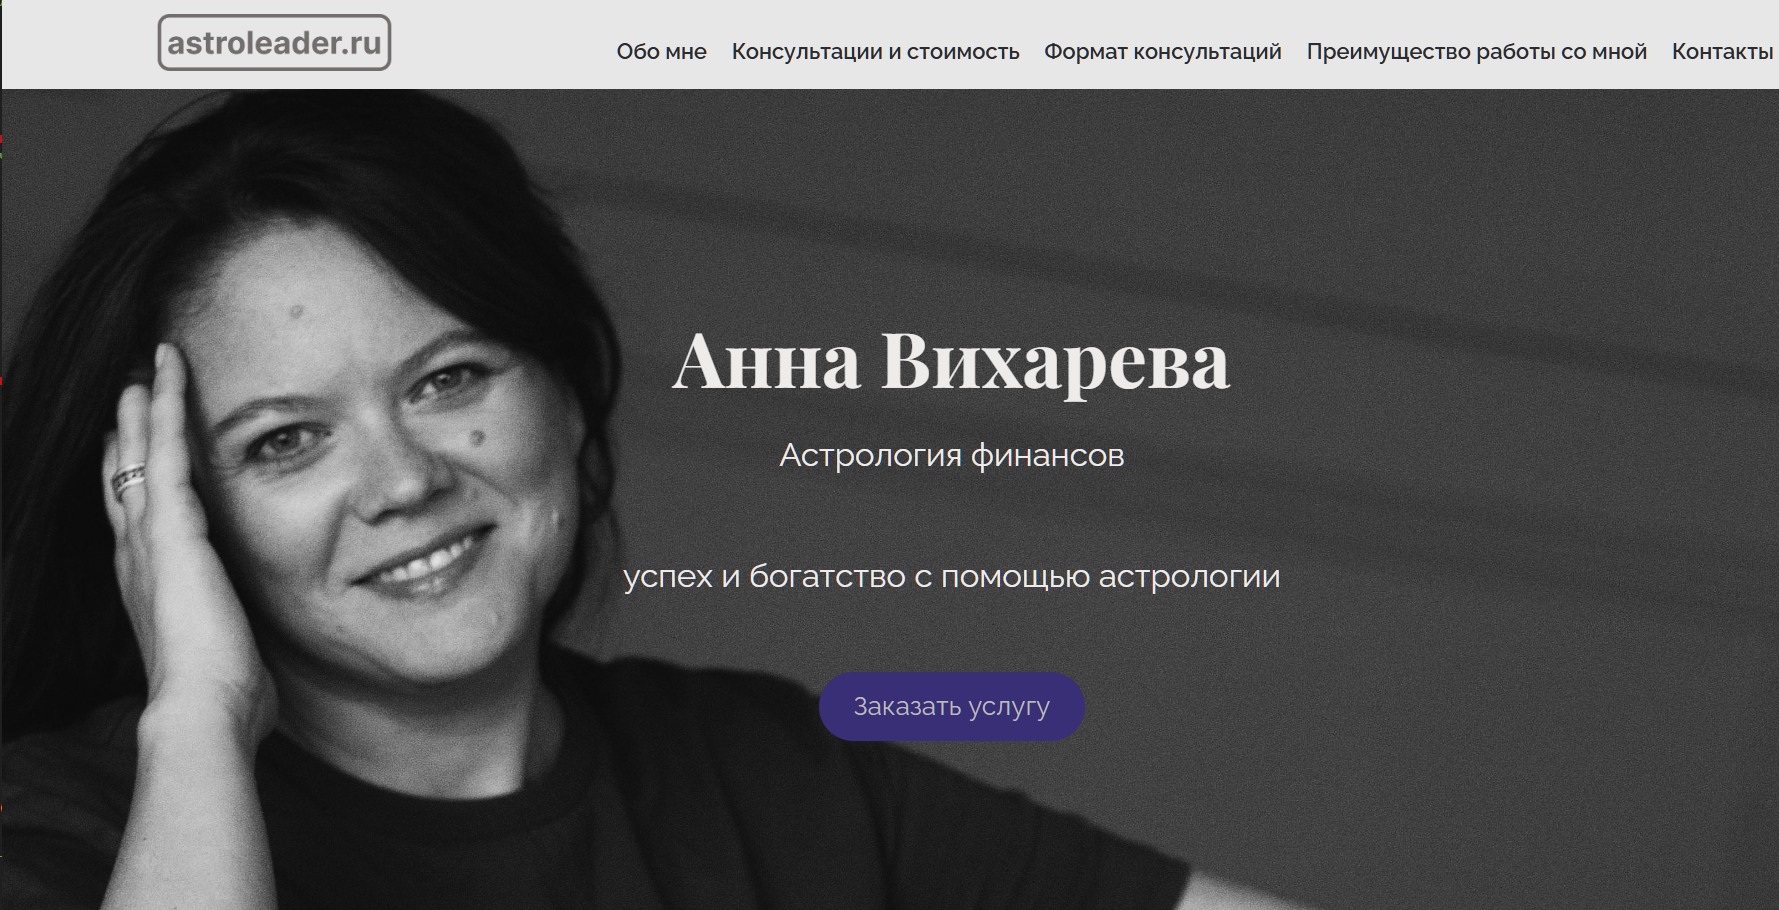 astroleader.ru
Обо мне Консультации и стоимость Формат консультаций Преимущество работы со мной Контакты
Анна Вихарева
Астрология финансов
успех и богатство с помощью астрологии
Заказать услугу